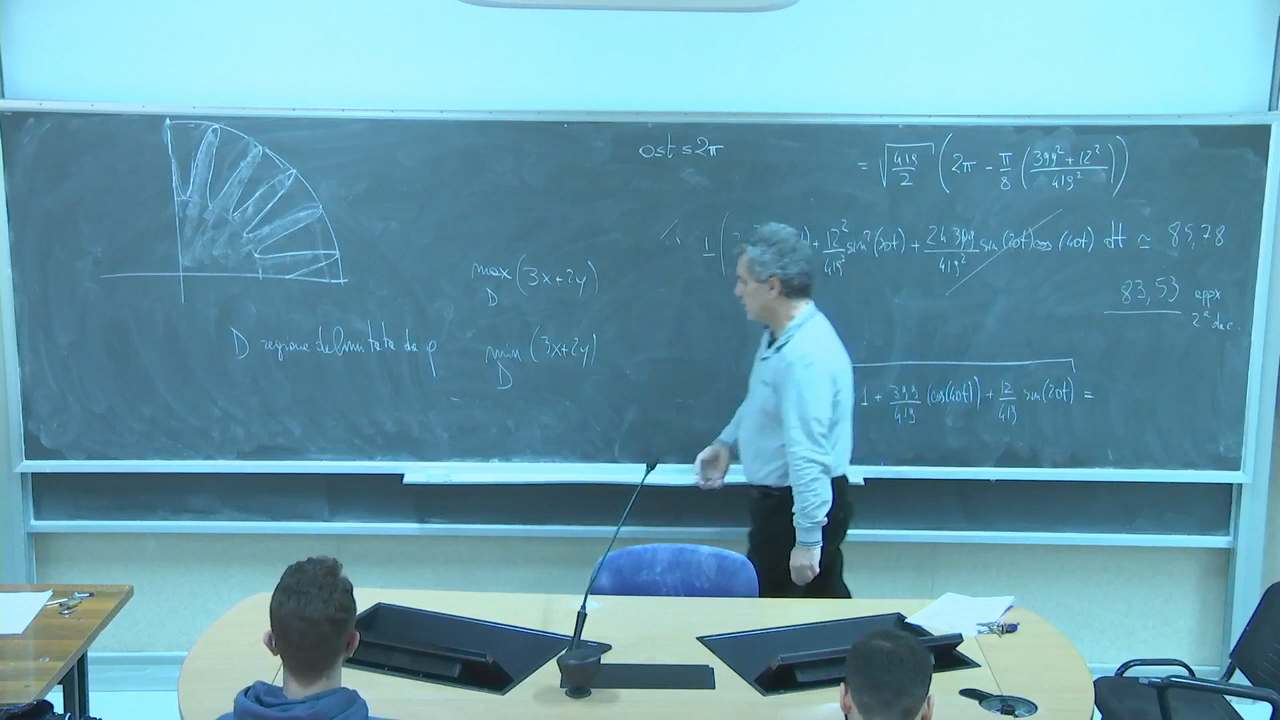 0≤t≤2π
= √(419/2) (2π - π/8 ((399²+12²)/419²))
+ 12²/419² sin²(20t) + 24·399/419² sin(20t)cos(40t) dt ≃ 85,78
max (3x+2y)
D
83,53 appx
2ª dec.
D regione delimitata da ρ
min (3x+2y)
D
1 + 399/419 (cos(40t)) + 12/419 sin(20t) =